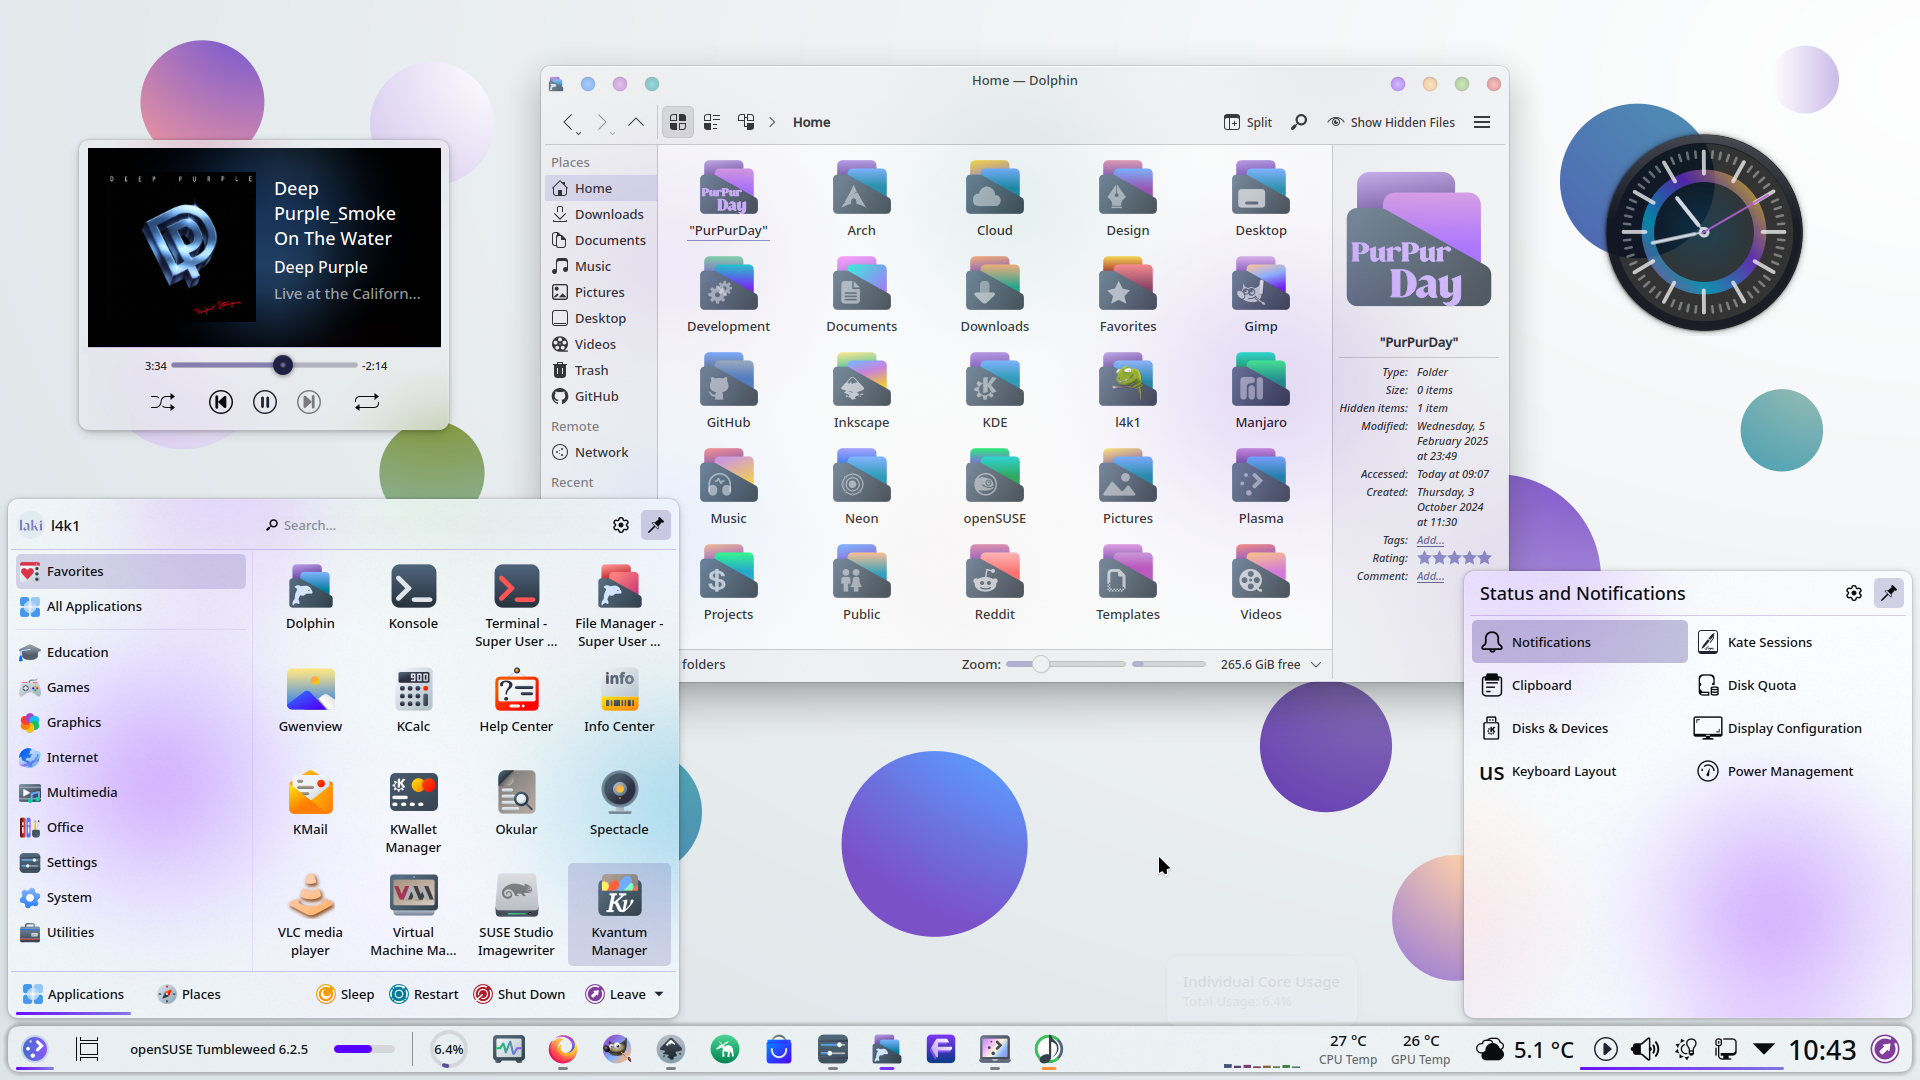 DEEP PURPLE
Deep
Purple_Smoke
On The Water
Deep Purple
Live at the Californ...
3:34
-2:14
Home — Dolphin
Home
Split
Show Hidden Files
Places
Home
Downloads
Documents
Music
Pictures
Desktop
Videos
Trash
GitHub
Remote
Network
Recent
PurPur
Day
"PurPurDay"
Arch
Cloud
Design
Desktop
Development
Documents
Downloads
Favorites
Gimp
GitHub
Inkscape
KDE
l4k1
Manjaro
Music
Neon
openSUSE
Pictures
Plasma
Projects
Public
Reddit
Templates
Videos
folders
Zoom:
265.6 GiB free
PurPur
Day
"PurPurDay"
Type: Folder
Size: 0 items
Hidden items: 1 item
Modified: Wednesday, 5
February 2025
at 23:49
Accessed: Today at 09:07
Created: Thursday, 3
October 2024
at 11:30
Tags: Add...
Rating:
Comment: Add...
laki
l4k1
Search...
Favorites
All Applications
Education
Games
Graphics
Internet
Multimedia
Office
Settings
System
Utilities
Dolphin
Konsole
Terminal -
Super User ...
File Manager -
Super User ...
Gwenview
900
KCalc
Help Center
info
Info Center
KMail
KWallet
Manager
Okular
Spectacle
VLC media
player
VM
Virtual
Machine Ma...
SUSE Studio
Imagewriter
Kv
Kvantum
Manager
Applications
Places
Sleep
Restart
Shut Down
Leave
Status and Notifications
Notifications
Kate Sessions
Clipboard
Disk Quota
Disks & Devices
Display Configuration
us
Keyboard Layout
Power Management
Individual Core Usage
Total Usage: 6.4%
openSUSE Tumbleweed 6.2.5
6.4%
27 °C
CPU Temp
26 °C
GPU Temp
5.1 °C
10:43